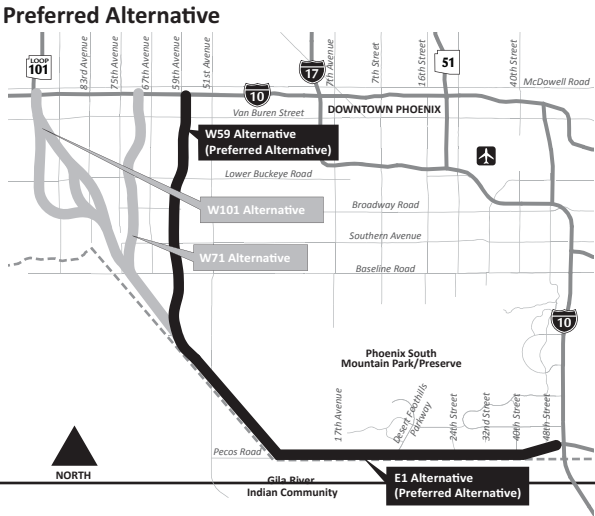 Preferred Alternative
LOOP
101
83rd Avenue
75th Avenue
67th Avenue
59th Avenue
51st Avenue
17
7th Avenue
7th Street
16th Street
51
40th Street
McDowell Road
10
Van Buren Street
DOWNTOWN PHOENIX
W59 Alternative
(Preferred Alternative)
Lower Buckeye Road
W101 Alternative
Broadway Road
Southern Avenue
W71 Alternative
Baseline Road
10
Phoenix South
Mountain Park/Preserve
17th Avenue
Desert Foothills
Parkway
24th Street
32nd Street
40th Street
48th Street
Pecos Road
NORTH
Gila River
Indian Community
E1 Alternative
(Preferred Alternative)